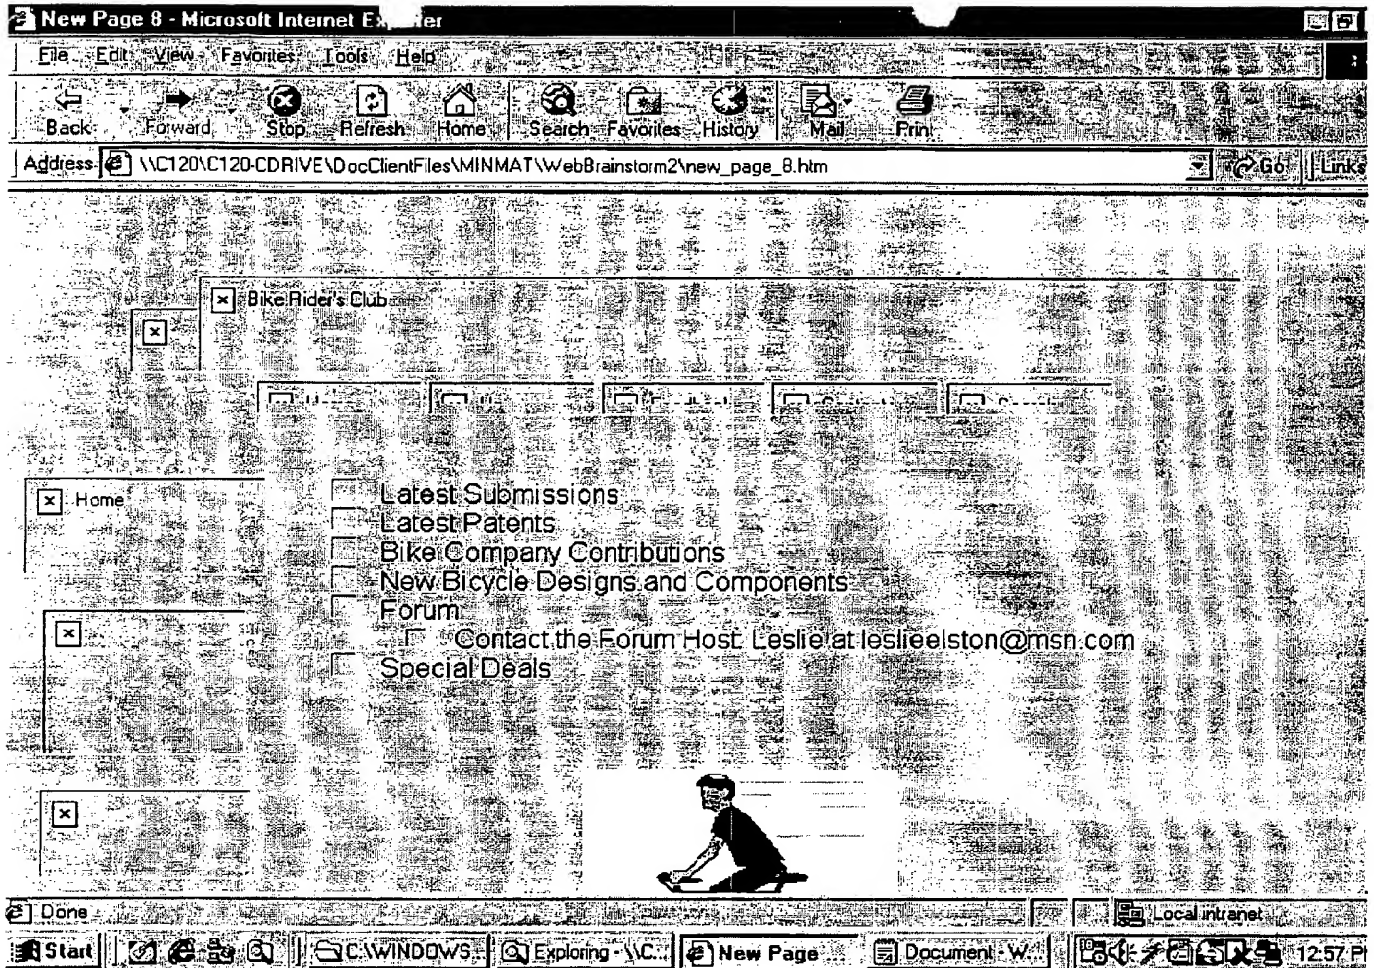 New Page 8 - Microsoft Internet Explorer
File Edit View Favorites Tools Help
Back Forward Stop Refresh Home Search Favorites History Mail Print
Address \\C120\C120-CDRIVE\DocClientFiles\MINMAT\WebBrainstorm2\new_page_8.htm Go Links
Bike Rider's Club
Home
Latest Submissions
Latest Patents
Bike Company Contributions
New Bicycle Designs and Components
Forum
Contact the Forum Host: Leslie at leslieelston@msn.com
Special Deals
Done Local intranet
Start C:\WINDOWS... Exploring - \\C... New Page ... Document - W... 12:57 P